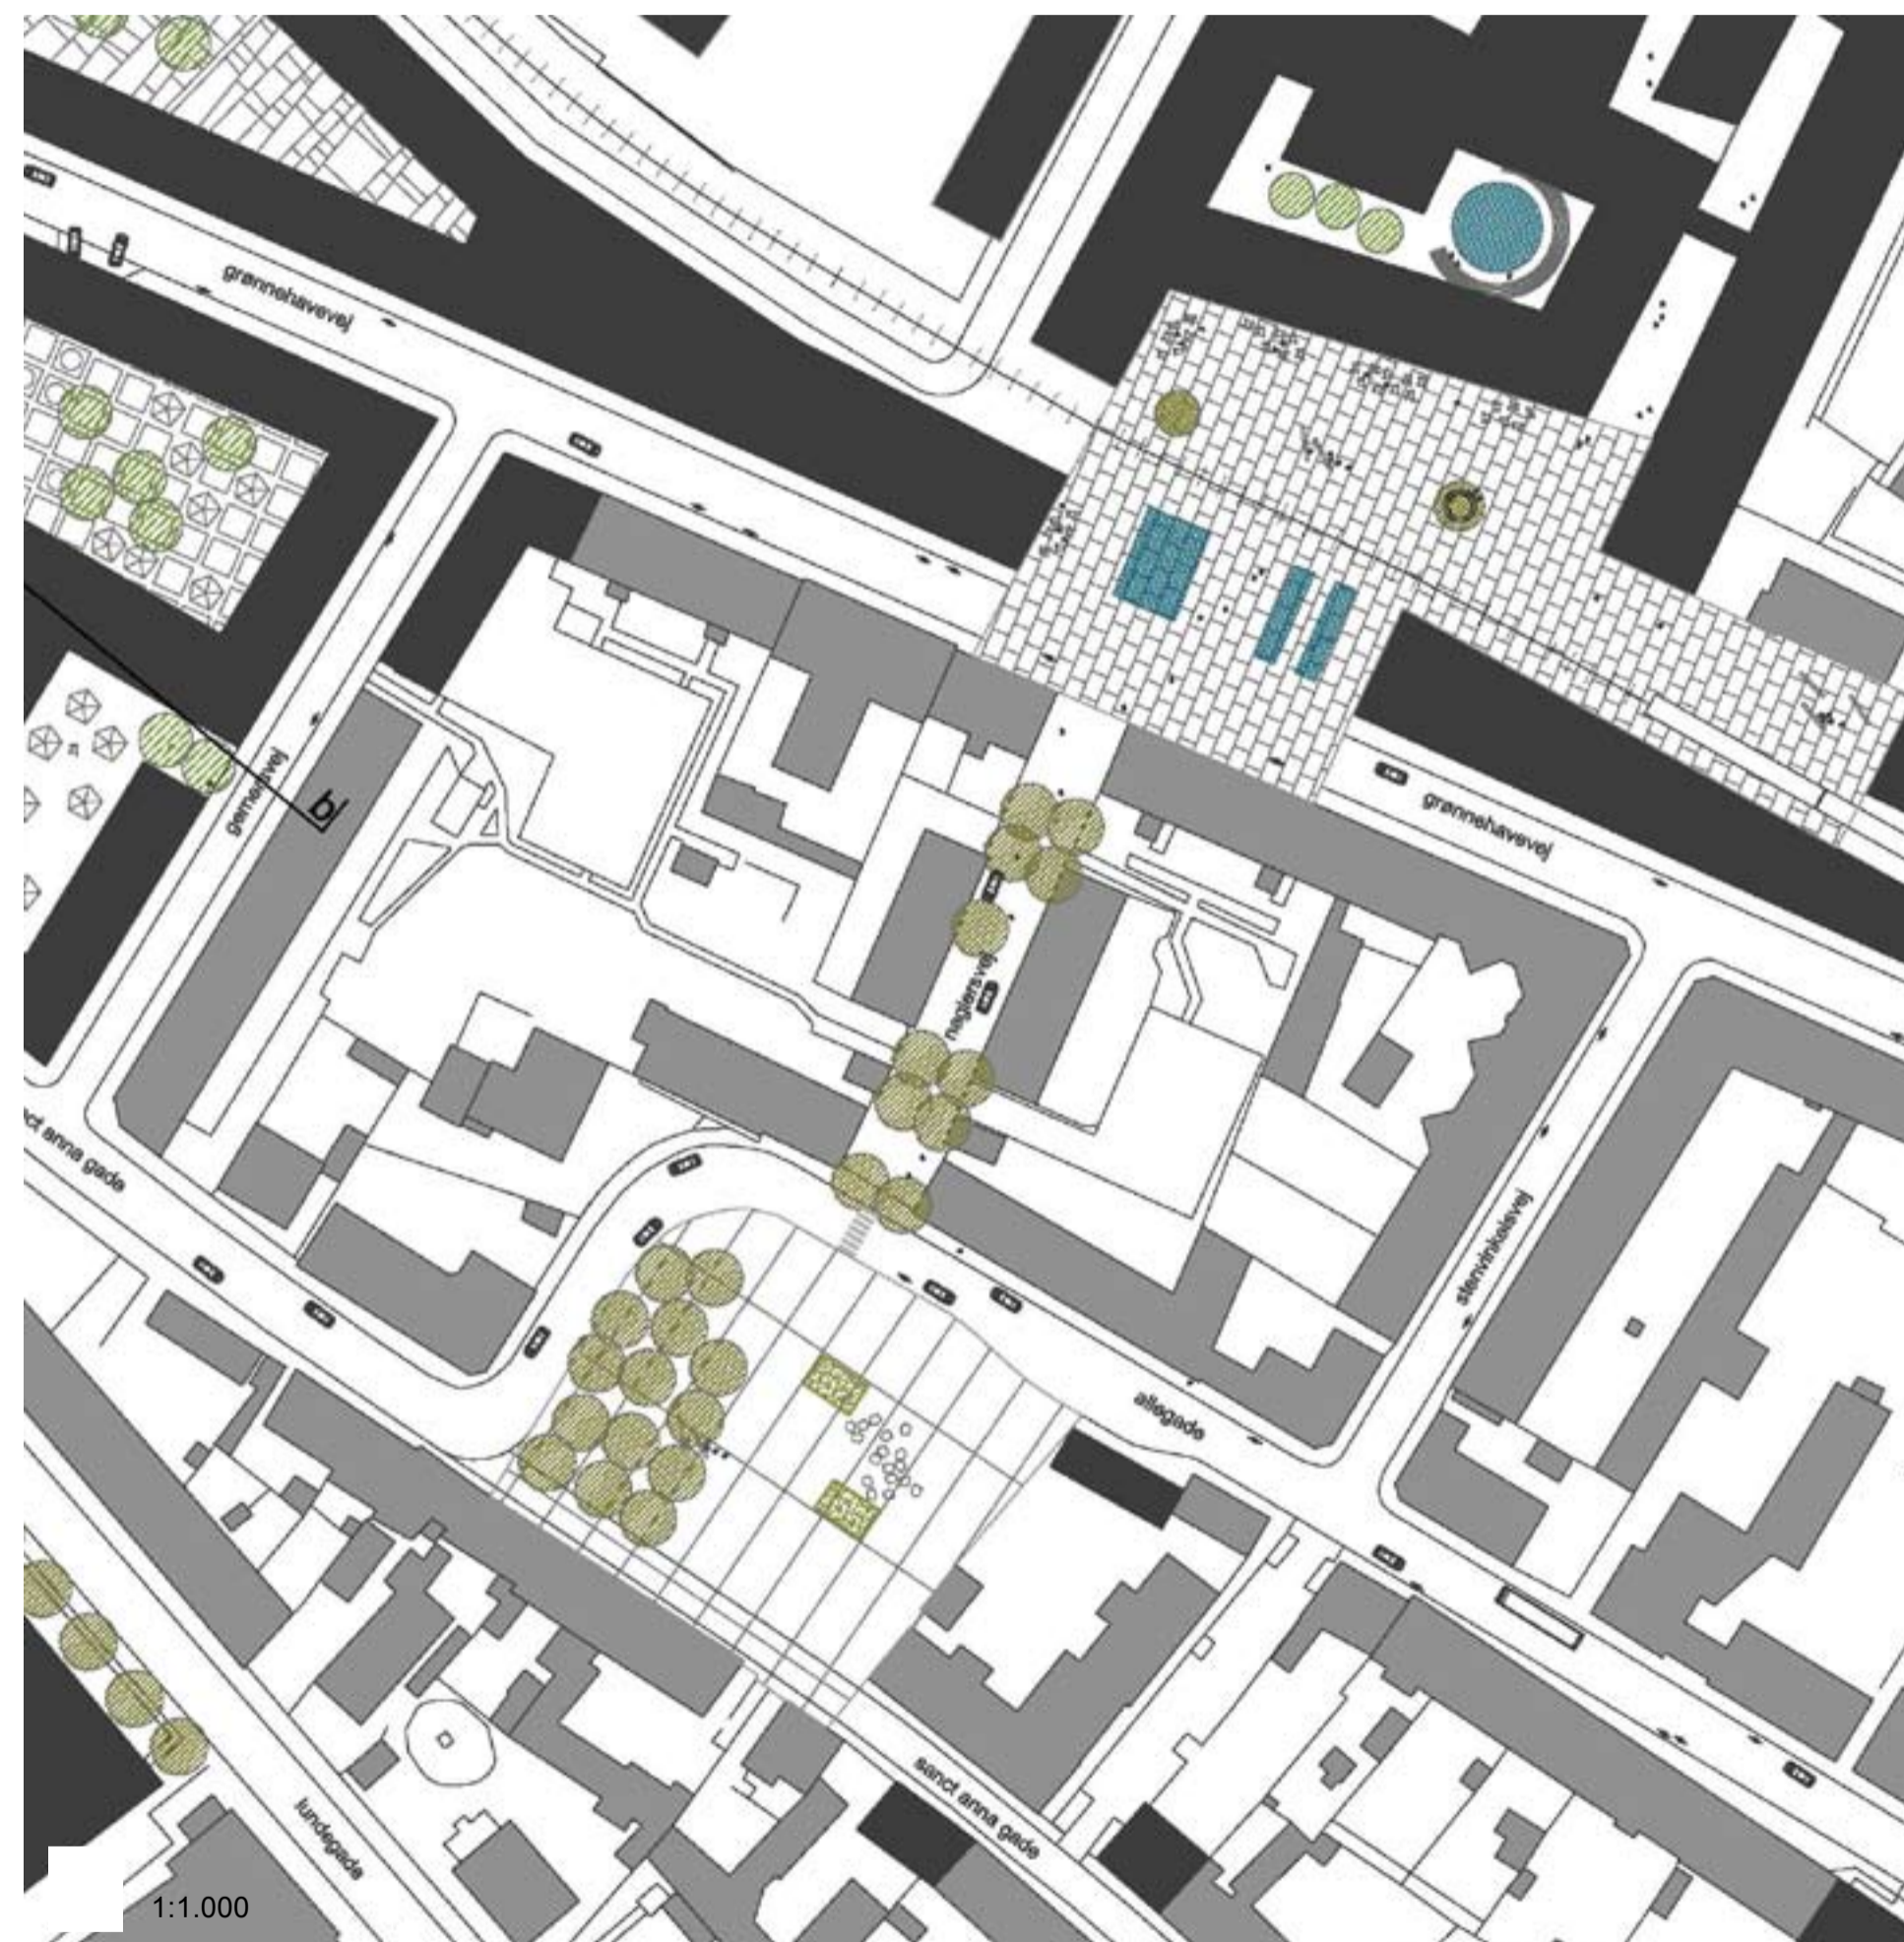 grønnehavevej
b
gernersvej
grønnehavevej
naglersvej
sanct anna gade
stenvinkelsvej
allegade
sanct anna gade
lundegade
1:1.000